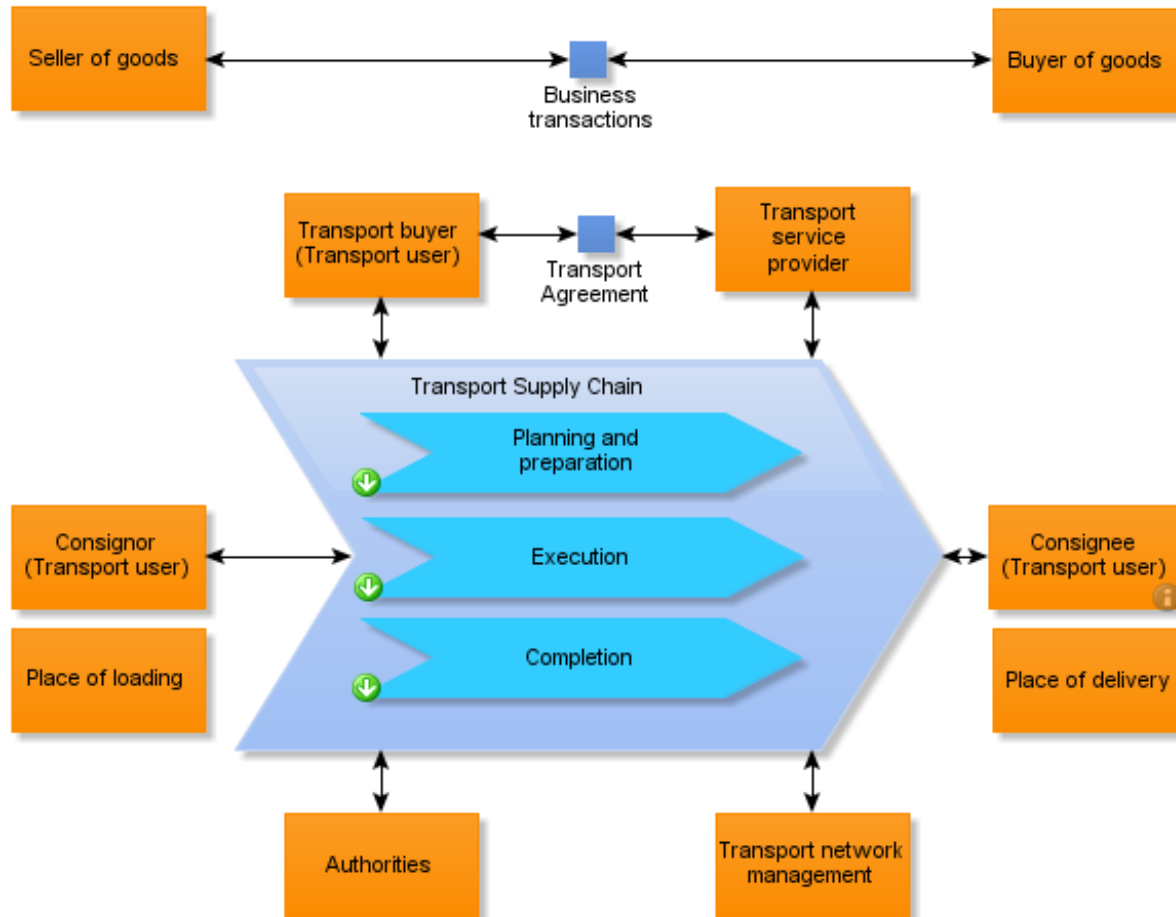 Seller of goods
Buyer of goods
Business
transactions
Transport buyer
(Transport user)
Transport
service
provider
Transport
Agreement
Transport Supply Chain
Planning and
preparation
Consignor
(Transport user)
Execution
Consignee
(Transport user)
Place of loading
Completion
Place of delivery
Authorities
Transport network
management